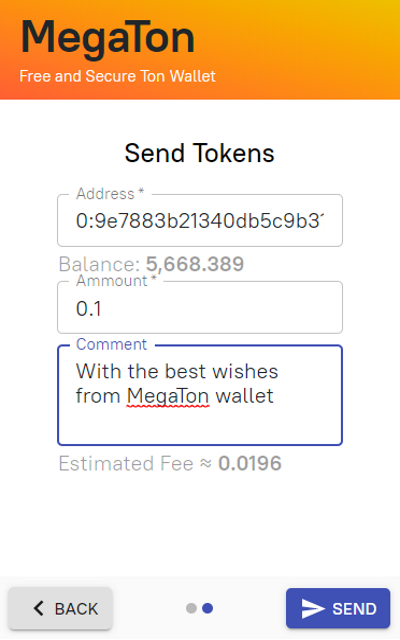 MegaTon
Free and Secure Ton Wallet
Send Tokens
Address *
0:9e7883b21340db5c9b3
Balance: 5,668.389
Ammount *
0.1
Comment
With the best wishes
from MegaTon wallet
Estimated Fee ≈ 0.0196
BACK
SEND